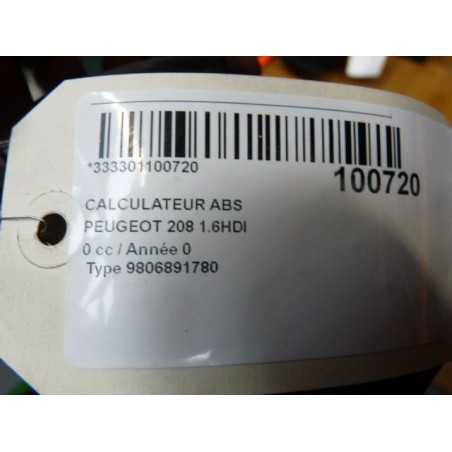 *333301100720
100720
CALCULATEUR ABS
PEUGEOT 208 1.6HDI
0 cc / Année 0
Type 9806891780